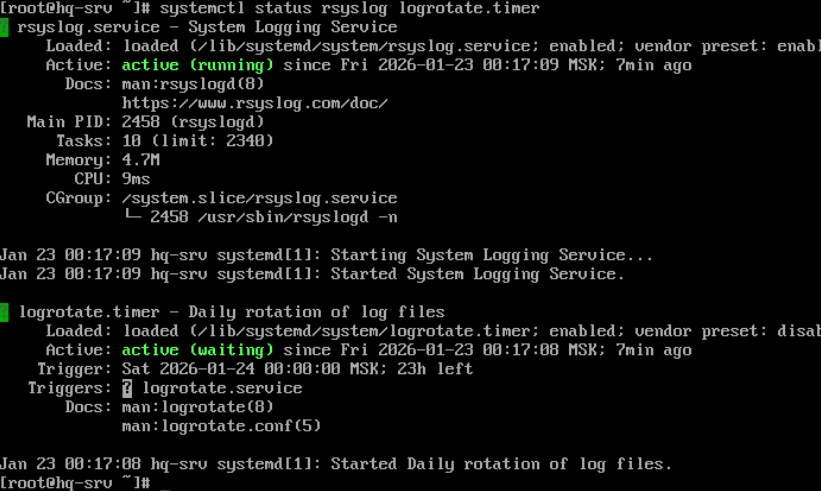 [root@hq-srv ~]# systemctl status rsyslog logrotate.timer
? rsyslog.service - System Logging Service
Loaded: loaded (/lib/systemd/system/rsyslog.service; enabled; vendor preset: enabl
Active: active (running) since Fri 2026-01-23 00:17:09 MSK; 7min ago
Docs: man:rsyslogd(8)
https://www.rsyslog.com/doc/
Main PID: 2458 (rsyslogd)
Tasks: 10 (limit: 2340)
Memory: 4.7M
CPU: 9ms
CGroup: /system.slice/rsyslog.service
└─ 2458 /usr/sbin/rsyslogd -n
Jan 23 00:17:09 hq-srv systemd[1]: Starting System Logging Service...
Jan 23 00:17:09 hq-srv systemd[1]: Started System Logging Service.
? logrotate.timer - Daily rotation of log files
Loaded: loaded (/lib/systemd/system/logrotate.timer; enabled; vendor preset: disab
Active: active (waiting) since Fri 2026-01-23 00:17:08 MSK; 7min ago
Trigger: Sat 2026-01-24 00:00:00 MSK; 23h left
Triggers: ? logrotate.service
Docs: man:logrotate(8)
man:logrotate.conf(5)
Jan 23 00:17:08 hq-srv systemd[1]: Started Daily rotation of log files.
[root@hq-srv ~]# _